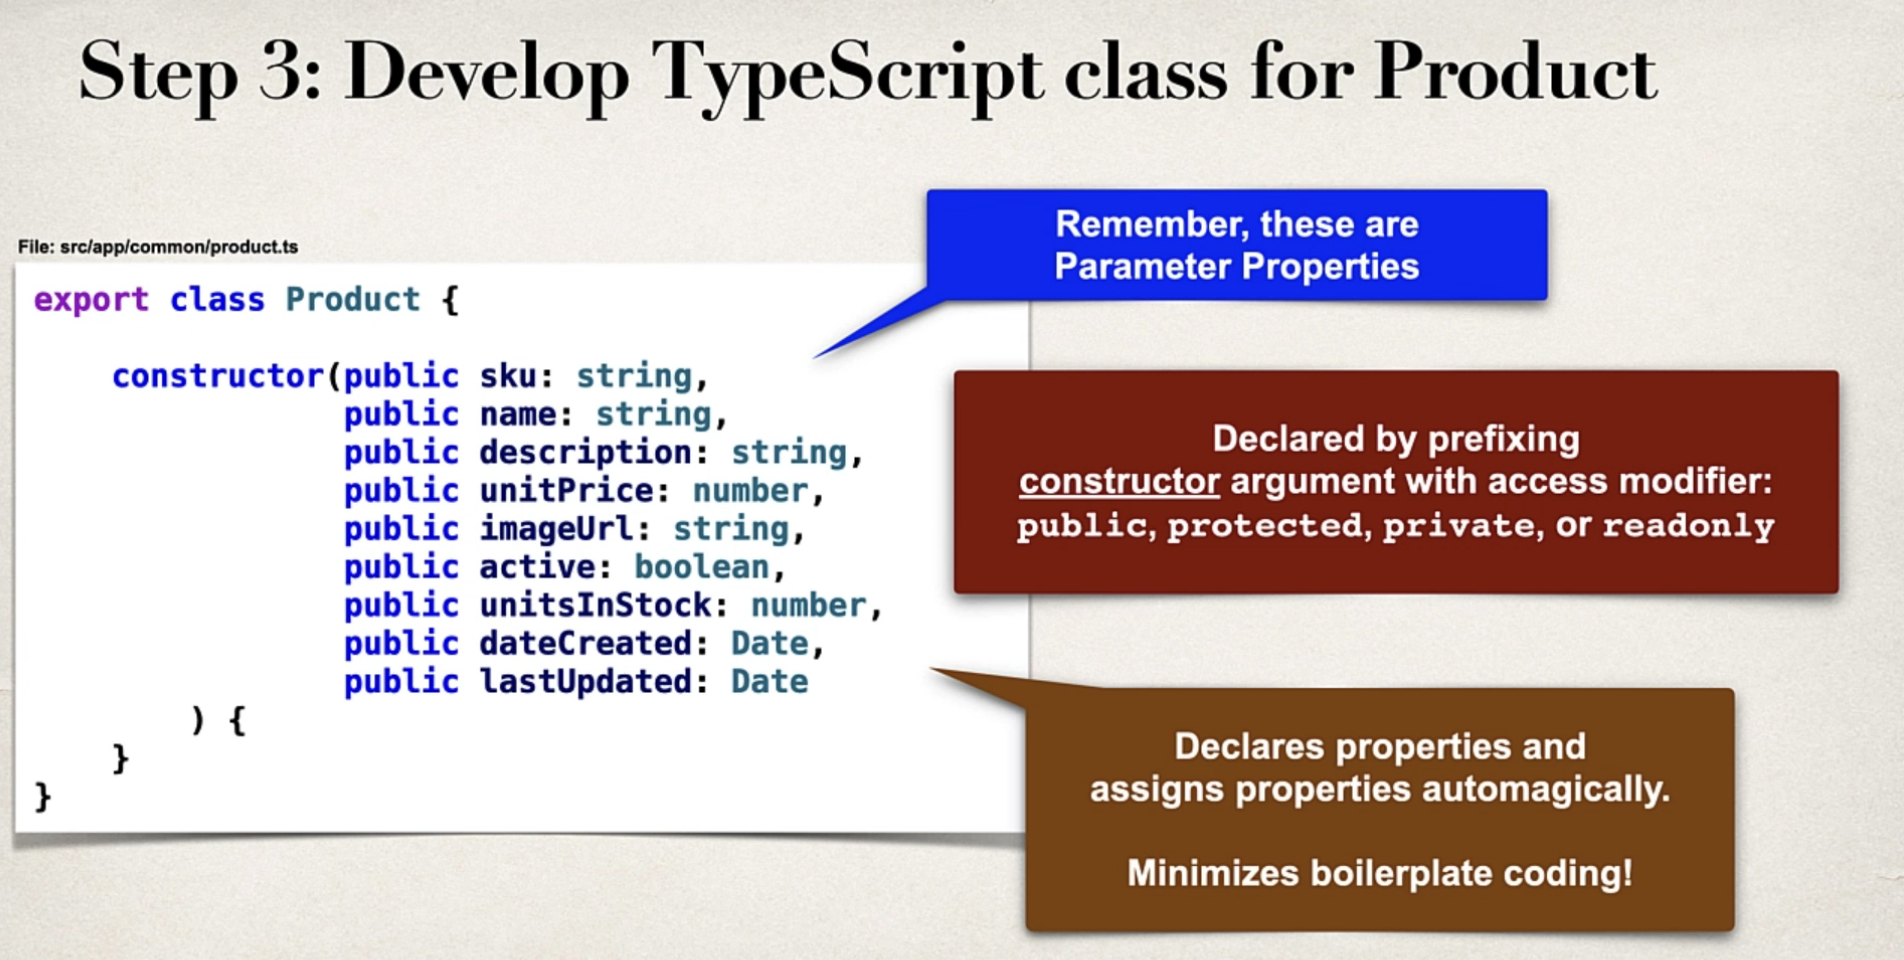 Step 3: Develop TypeScript class for Product
File: src/app/common/product.ts
export class Product {
constructor(public sku: string,
public name: string,
public description: string,
public unitPrice: number,
public imageUrl: string,
public active: boolean,
public unitsInStock: number,
public dateCreated: Date,
public lastUpdated: Date
) {
}
}
Remember, these are
Parameter Properties
Declared by prefixing
constructor argument with access modifier:
public, protected, private, or readonly
Declares properties and
assigns properties automagically.
Minimizes boilerplate coding!